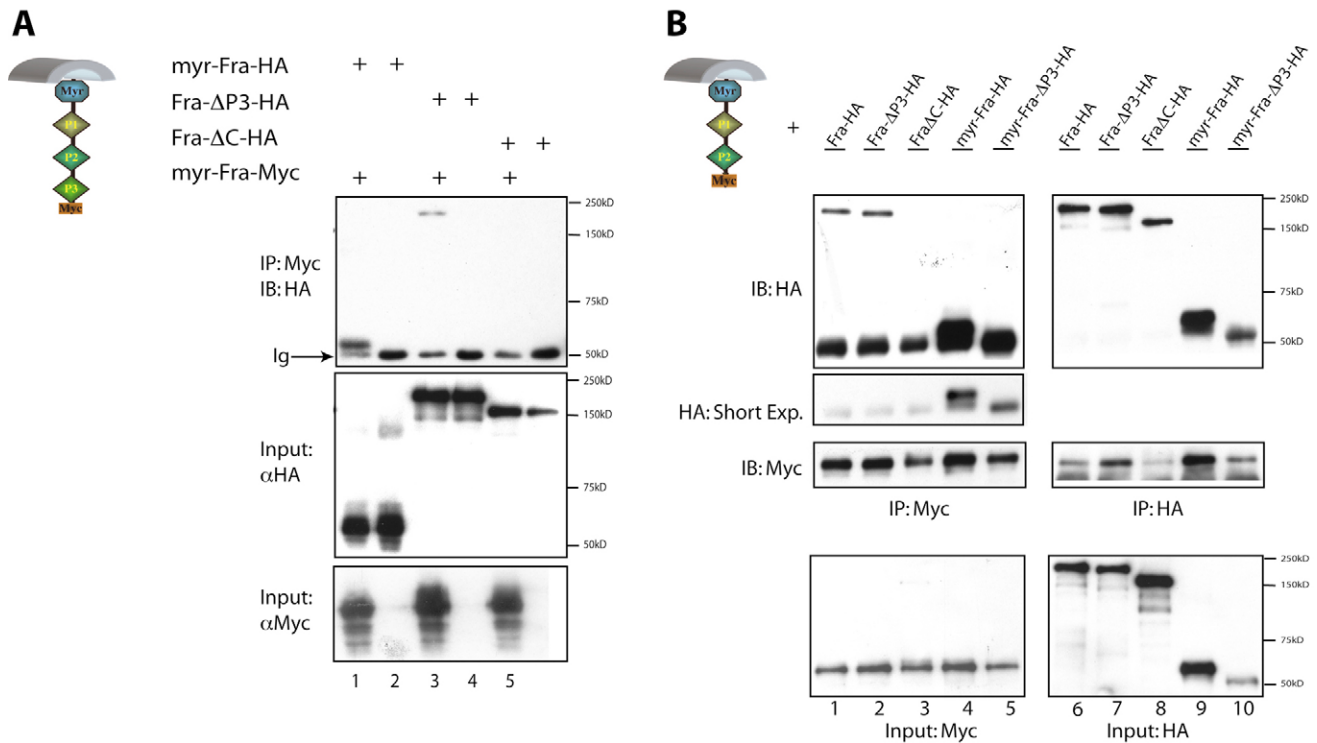 A
B
Myr
P1
P2
P3
Myc
myr-Fra-HA + +
Fra-ΔP3-HA + +
Fra-ΔC-HA + +
myr-Fra-Myc + + +
IP: Myc
IB: HA
Ig
250kD
150kD
75kD
50kD
Input:
αHA
250kD
150kD
75kD
50kD
Input:
αMyc
1 2 3 4 5
Myr
P1
P2
Myc
+
Fra-HA
Fra-ΔP3-HA
FraΔC-HA
myr-Fra-HA
myr-Fra-ΔP3-HA
Fra-HA
Fra-ΔP3-HA
FraΔC-HA
myr-Fra-HA
myr-Fra-ΔP3-HA
IB: HA
250kD
150kD
75kD
50kD
HA: Short Exp.
IB: Myc
IP: Myc
IP: HA
250kD
150kD
75kD
50kD
1 2 3 4 5
6 7 8 9 10
Input: Myc
Input: HA